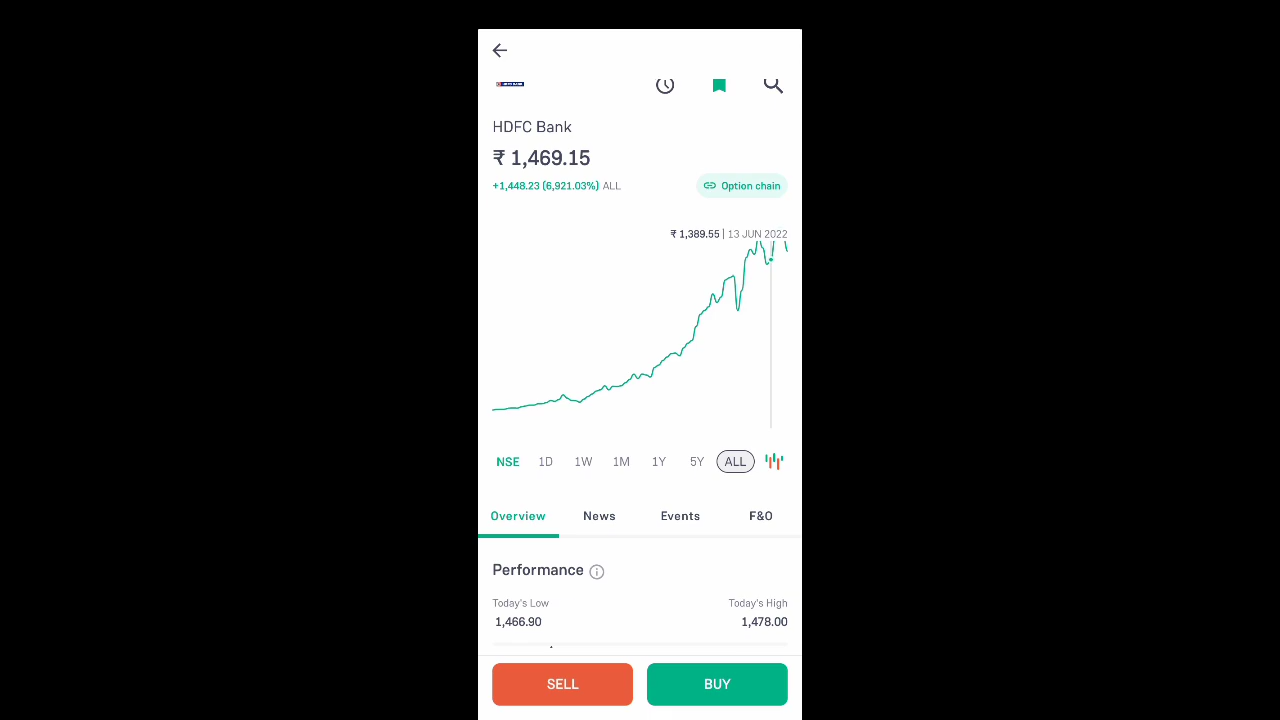 HDFC BANK
HDFC Bank
₹ 1,469.15
+1,448.23 (6,921.03%) ALL
Option chain
₹ 1,389.55 | 13 JUN 2022
NSE 1D 1W 1M 1Y 5Y ALL
Overview News Events F&O
Performance
Today's Low Today's High
1,466.90 1,478.00
SELL BUY